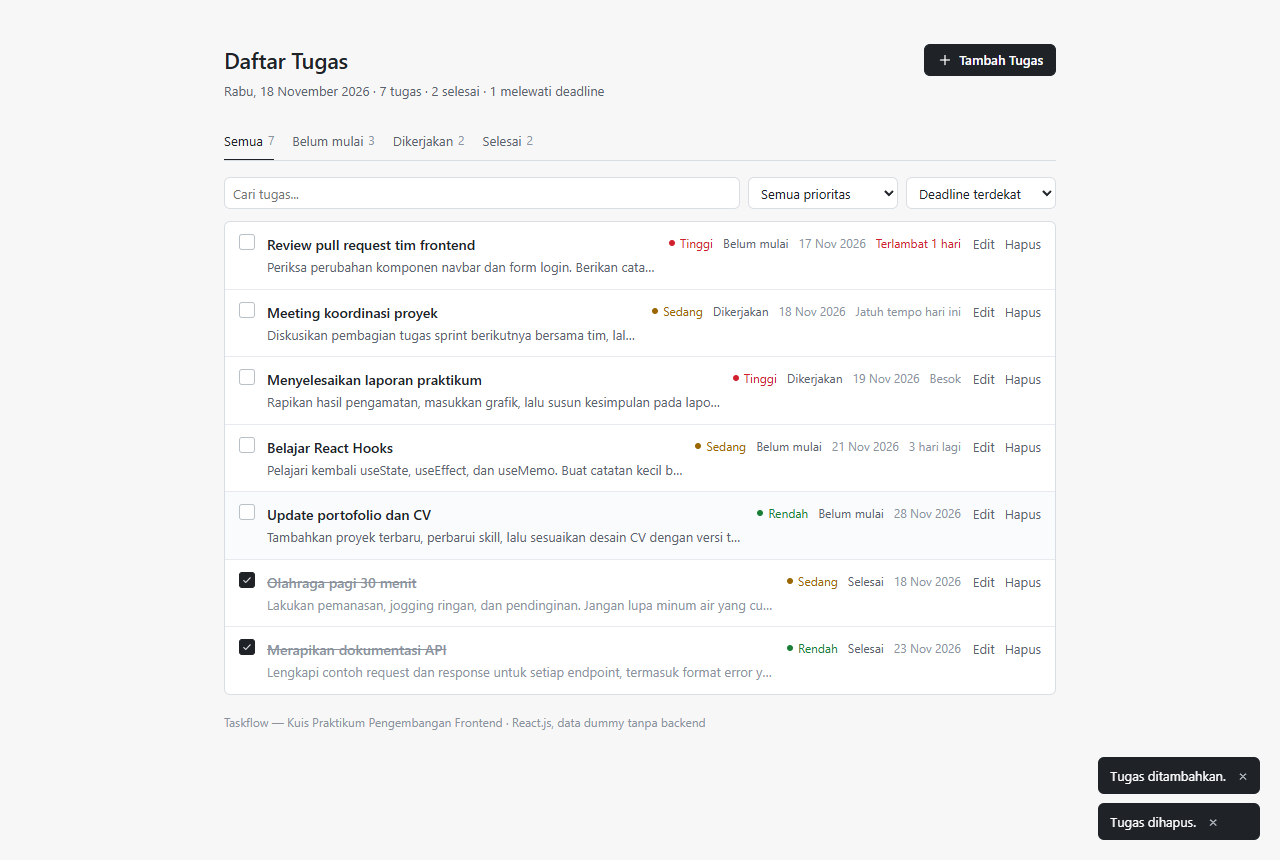 Daftar Tugas
+ Tambah Tugas
Rabu, 18 November 2026 · 7 tugas · 2 selesai · 1 melewati deadline
Semua 7 Belum mulai 3 Dikerjakan 2 Selesai 2
Cari tugas... Semua prioritas Deadline terdekat
Review pull request tim frontend Tinggi Belum mulai 17 Nov 2026 Terlambat 1 hari Edit Hapus
Periksa perubahan komponen navbar dan form login. Berikan cata...
Meeting koordinasi proyek Sedang Dikerjakan 18 Nov 2026 Jatuh tempo hari ini Edit Hapus
Diskusikan pembagian tugas sprint berikutnya bersama tim, lal...
Menyelesaikan laporan praktikum Tinggi Dikerjakan 19 Nov 2026 Besok Edit Hapus
Rapikan hasil pengamatan, masukkan grafik, lalu susun kesimpulan pada lapo...
Belajar React Hooks Sedang Belum mulai 21 Nov 2026 3 hari lagi Edit Hapus
Pelajari kembali useState, useEffect, dan useMemo. Buat catatan kecil b...
Update portofolio dan CV Rendah Belum mulai 28 Nov 2026 Edit Hapus
Tambahkan proyek terbaru, perbarui skill, lalu sesuaikan desain CV dengan versi t...
Olahraga pagi 30 menit Sedang Selesai 18 Nov 2026 Edit Hapus
Lakukan pemanasan, jogging ringan, dan pendinginan. Jangan lupa minum air yang cu...
Merapikan dokumentasi API Rendah Selesai 23 Nov 2026 Edit Hapus
Lengkapi contoh request dan response untuk setiap endpoint, termasuk format error y...
Taskflow — Kuis Praktikum Pengembangan Frontend · React.js, data dummy tanpa backend
Tugas ditambahkan. ×
Tugas dihapus. ×